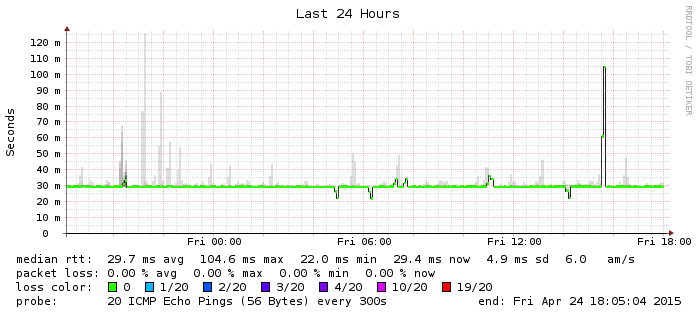 Last 24 Hours
RRDTOOL / TOBI OETIKER
Seconds
120 m
110 m
100 m
90 m
80 m
70 m
60 m
50 m
40 m
30 m
20 m
10 m
0
Fri 00:00 Fri 06:00 Fri 12:00 Fri 18:00
median rtt: 29.7 ms avg 104.6 ms max 22.0 ms min 29.4 ms now 4.9 ms sd 6.0 am/s
packet loss: 0.00 % avg 0.00 % max 0.00 % min 0.00 % now
loss color: 0 1/20 2/20 3/20 4/20 10/20 19/20
probe: 20 ICMP Echo Pings (56 Bytes) every 300s end: Fri Apr 24 18:05:04 2015